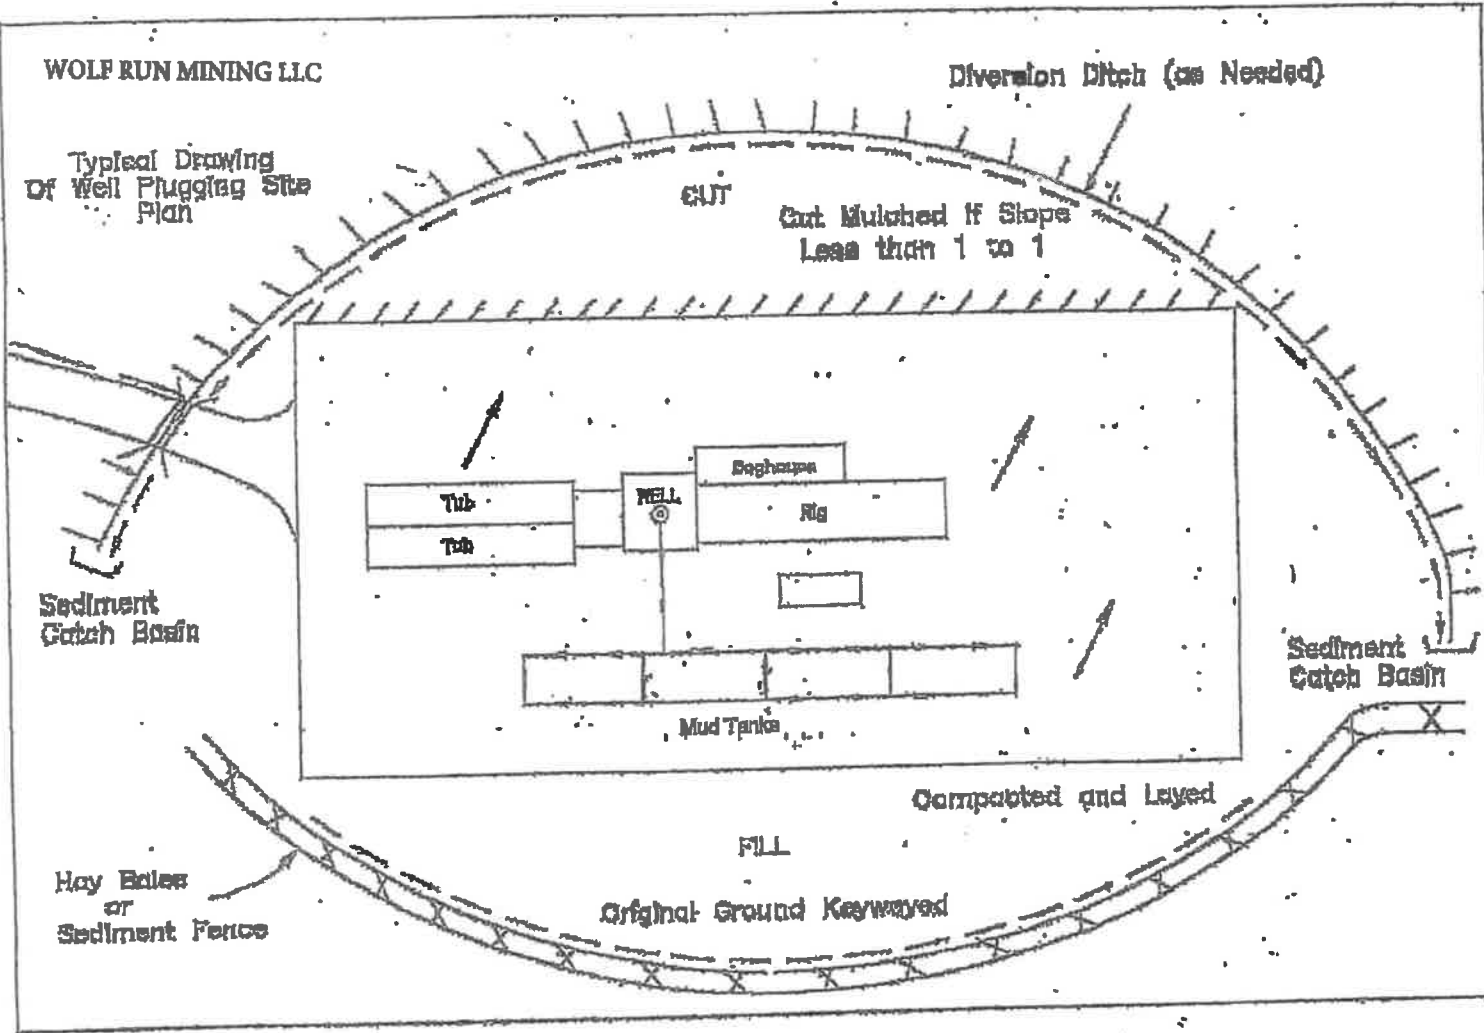 WOLF RUN MINING LLC
Diversion Ditch (as Needed)
Typical Drawing
Of Well Plugging Site
Plan
CUT
Cut Mulched if Slope
Less than 1 to 1
Doghouse
Tub
WELL
Rig
Tub
Sediment
Catch Basin
Sediment
Catch Basin
Mud Tanks
Compacted and Layed
FILL
Hay Bales
or
Sediment Fence
Original Ground Keywayed